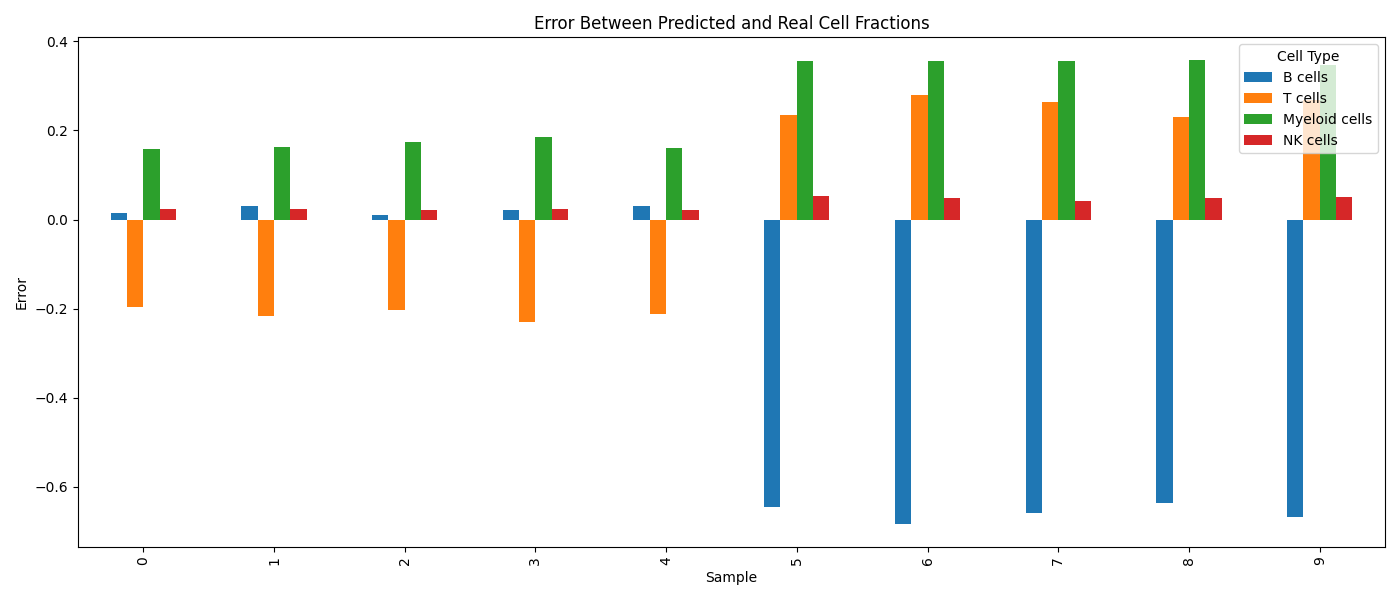 Error Between Predicted and Real Cell Fractions
Cell Type
B cells
T cells
Myeloid cells
NK cells
Error
0.4
0.2
0.0
−0.2
−0.4
−0.6
0 1 2 3 4 5 6 7 8 9
Sample